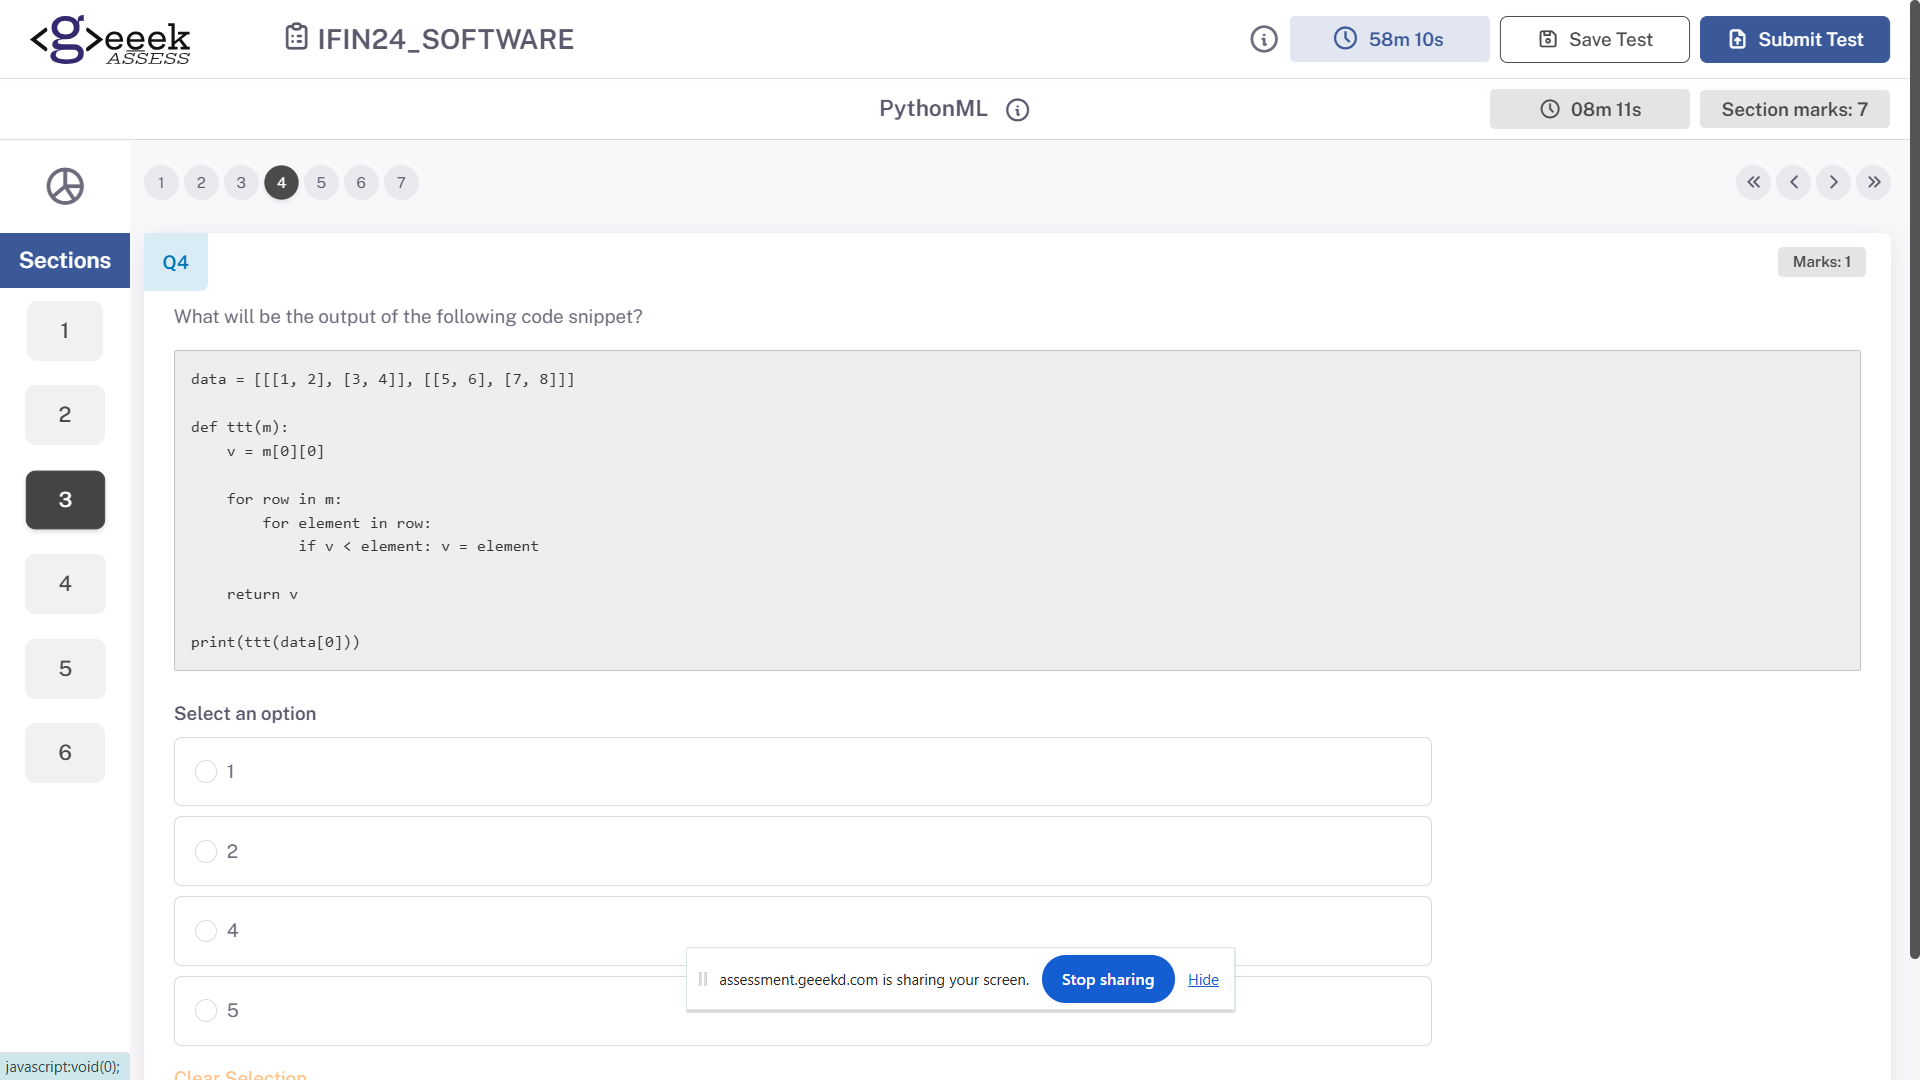 <g>eeek
ASSESS
IFIN24_SOFTWARE
58m 10s
Save Test
Submit Test
PythonML
08m 11s
Section marks: 7
1 2 3 4 5 6 7
Sections
1
2
3
4
5
6
Q4
Marks: 1
What will be the output of the following code snippet?
data = [[[1, 2], [3, 4]], [[5, 6], [7, 8]]]
def ttt(m):
    v = m[0][0]
    for row in m:
        for element in row:
            if v < element: v = element
    return v
print(ttt(data[0]))
Select an option
1
2
4
5
assessment.geeekd.com is sharing your screen.
Stop sharing
Hide
Clear Selection
javascript:void(0);